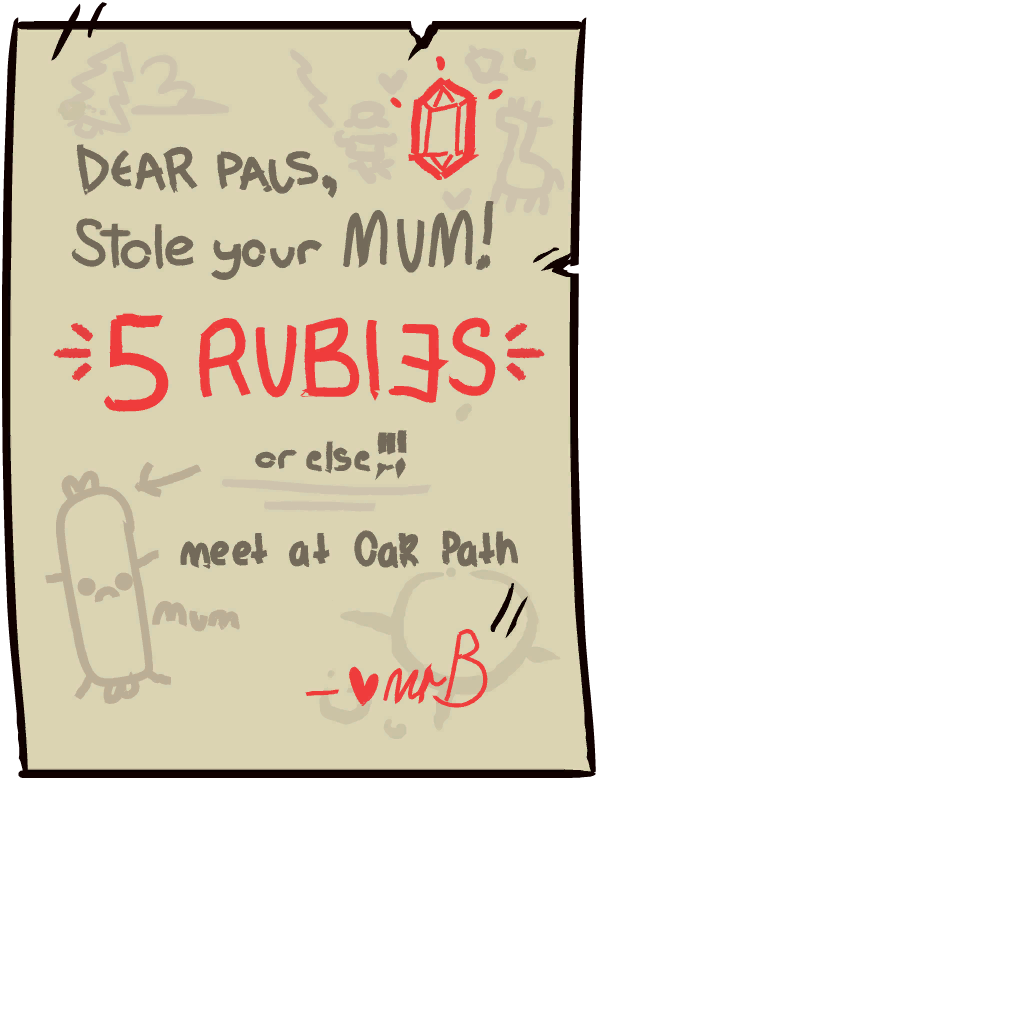 DEAR PALS,
Stole your MUM!
5 RUBIES
or else!!!
meet at Oak Path
Mum
- ♥ mr B